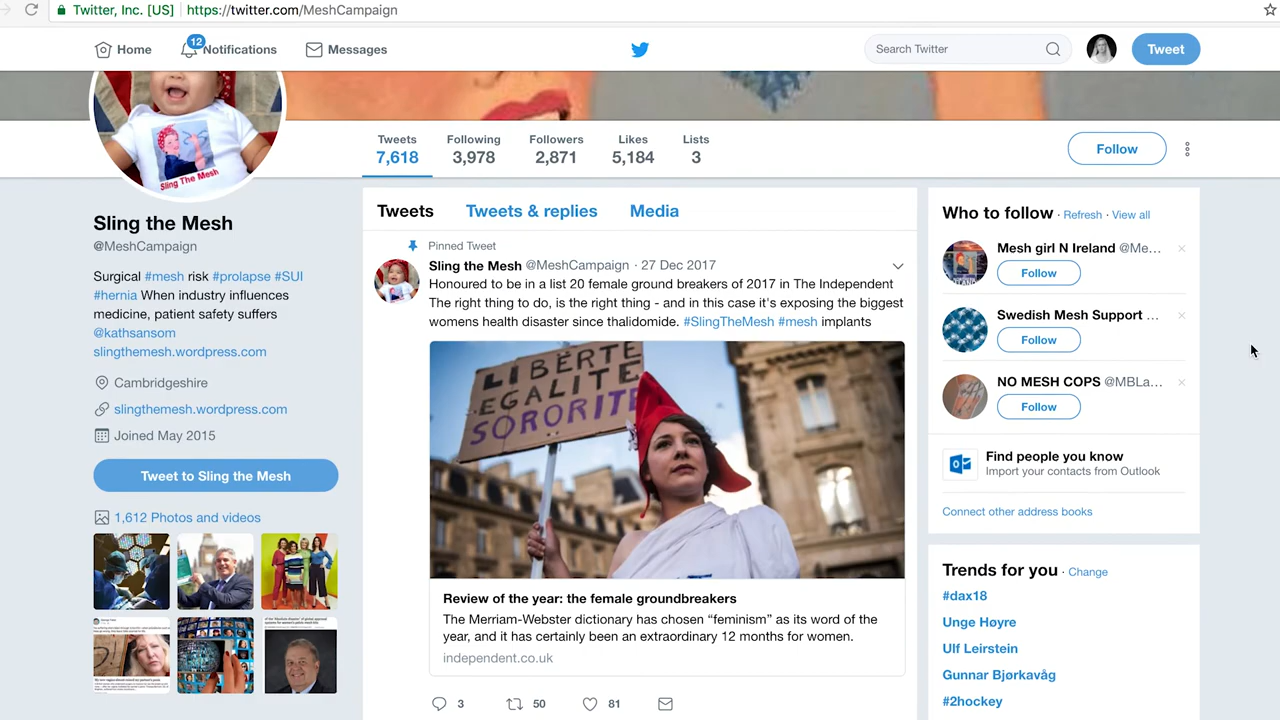 Twitter, Inc. [US] https://twitter.com/MeshCampaign
Home 12 Notifications Messages Search Twitter Tweet
Sling The Mesh
Tweets Following Followers Likes Lists
7,618 3,978 2,871 5,184 3
Follow
Sling the Mesh
@MeshCampaign
Surgical #mesh risk #prolapse #SUI
#hernia When industry influences
medicine, patient safety suffers
@kathsansom
slingthemesh.wordpress.com
Cambridgeshire
slingthemesh.wordpress.com
Joined May 2015
Tweet to Sling the Mesh
1,612 Photos and videos
Tweets Tweets & replies Media
Pinned Tweet
Sling the Mesh @MeshCampaign · 27 Dec 2017
Honoured to be in a list 20 female ground breakers of 2017 in The Independent
The right thing to do, is the right thing - and in this case it's exposing the biggest
womens health disaster since thalidomide. #SlingTheMesh #mesh implants
LIBERTÉ
EGALITE
SORORITE
Review of the year: the female groundbreakers
The Merriam-Webster dictionary has chosen "feminism” as its word of the
year, and it has certainly been an extraordinary 12 months for women.
independent.co.uk
3 50 81
Who to follow · Refresh · View all
Mesh girl N Ireland @Me...
Follow
Swedish Mesh Support ...
Follow
NO MESH COPS @MBLa...
Follow
Find people you know
Import your contacts from Outlook
Connect other address books
Trends for you · Change
#dax18
Unge Høyre
Ulf Leirstein
Gunnar Bjørkavåg
#2hockey